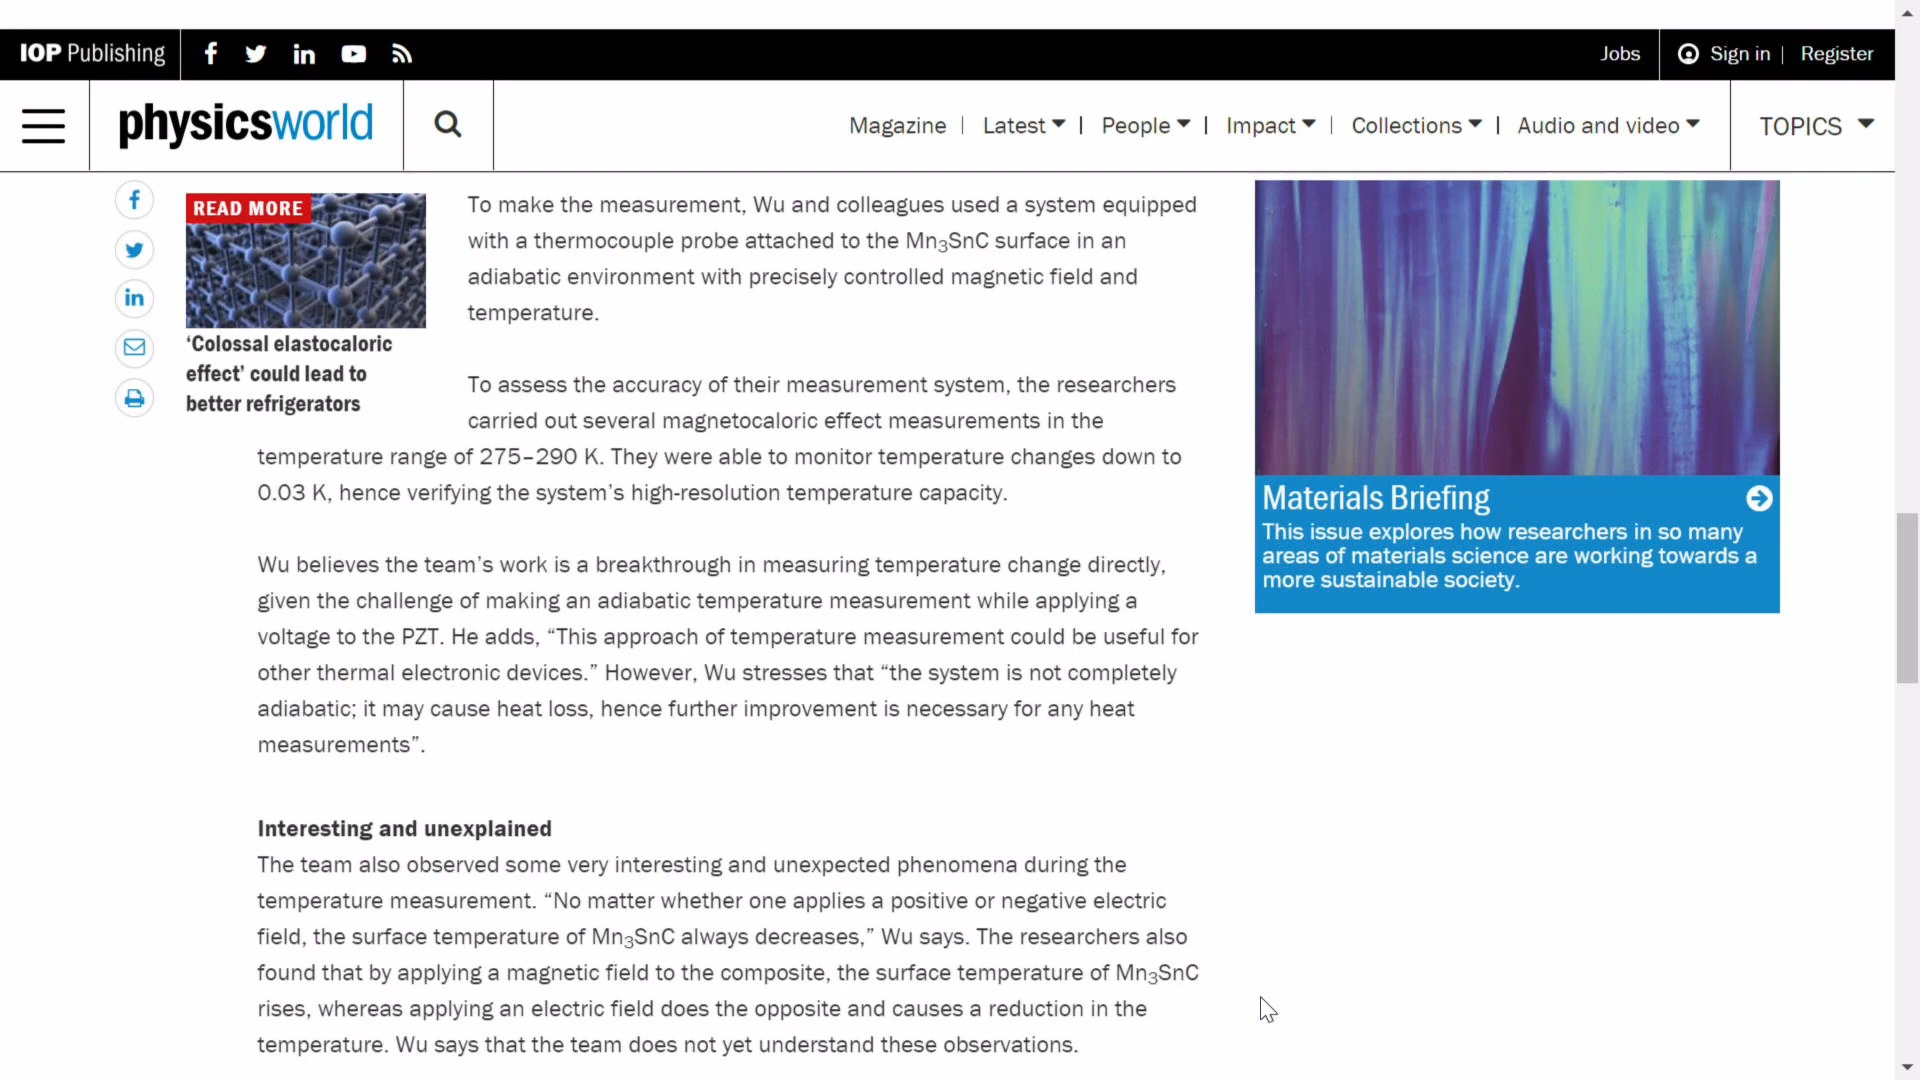 IOP Publishing
Jobs
Sign in | Register
physicsworld
Magazine | Latest | People | Impact | Collections | Audio and video
TOPICS
READ MORE
‘Colossal elastocaloric
effect’ could lead to
better refrigerators
To make the measurement, Wu and colleagues used a system equipped
with a thermocouple probe attached to the Mn₃SnC surface in an
adiabatic environment with precisely controlled magnetic field and
temperature.
To assess the accuracy of their measurement system, the researchers
carried out several magnetocaloric effect measurements in the
temperature range of 275–290 K. They were able to monitor temperature changes down to
0.03 K, hence verifying the system’s high-resolution temperature capacity.
Wu believes the team’s work is a breakthrough in measuring temperature change directly,
given the challenge of making an adiabatic temperature measurement while applying a
voltage to the PZT. He adds, “This approach of temperature measurement could be useful for
other thermal electronic devices.” However, Wu stresses that “the system is not completely
adiabatic; it may cause heat loss, hence further improvement is necessary for any heat
measurements”.
Interesting and unexplained
The team also observed some very interesting and unexpected phenomena during the
temperature measurement. “No matter whether one applies a positive or negative electric
field, the surface temperature of Mn₃SnC always decreases,” Wu says. The researchers also
found that by applying a magnetic field to the composite, the surface temperature of Mn₃SnC
rises, whereas applying an electric field does the opposite and causes a reduction in the
temperature. Wu says that the team does not yet understand these observations.
Materials Briefing
This issue explores how researchers in so many
areas of materials science are working towards a
more sustainable society.